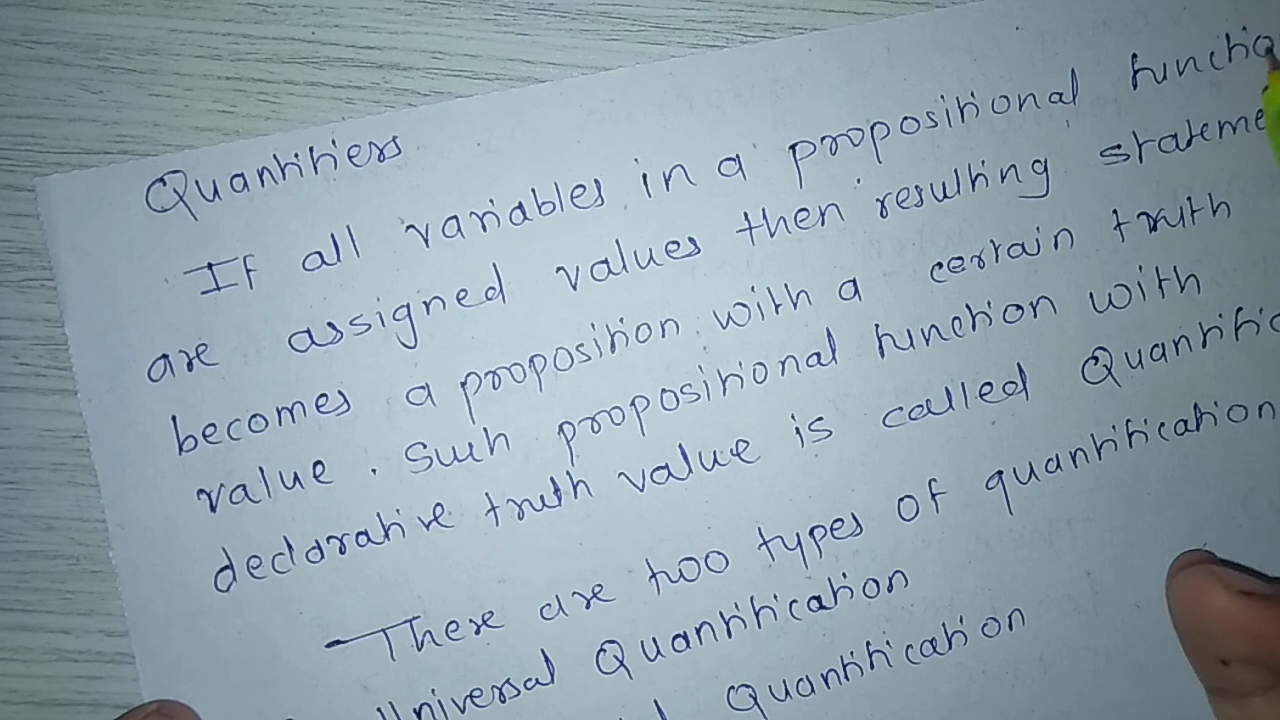 Quantifiers
If all variables in a propositional functio
are assigned values then resulting stateme
becomes a proposition with a certain truth
value. Such propositional function with
declarative truth value is called Quantific
There are two types of quantification
Universal Quantification
Quantification